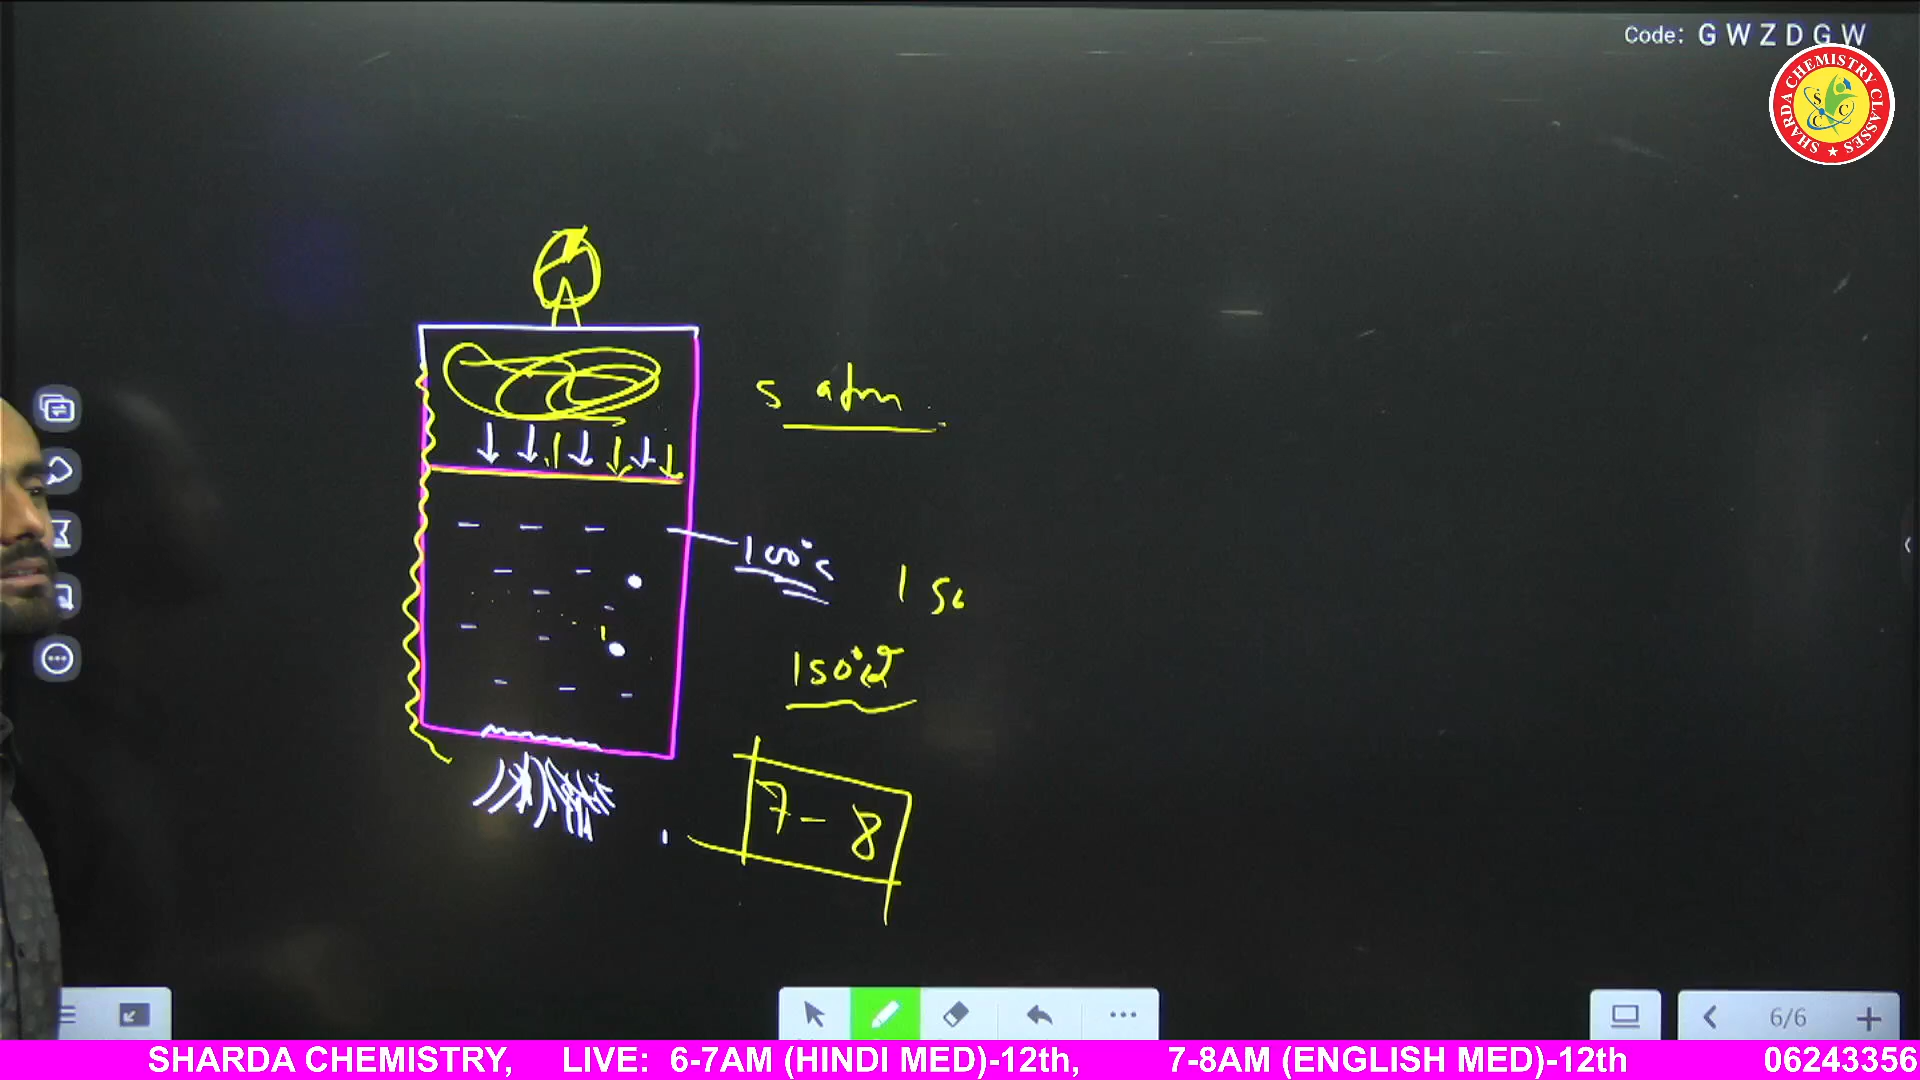 Code: G W Z D G W
SHARDA CHEMISTRY CLASSES
S C C
5 atm
100°C
150°C
7 - 8
6/6
SHARDA CHEMISTRY, LIVE: 6-7AM (HINDI MED)-12th, 7-8AM (ENGLISH MED)-12th 06243356